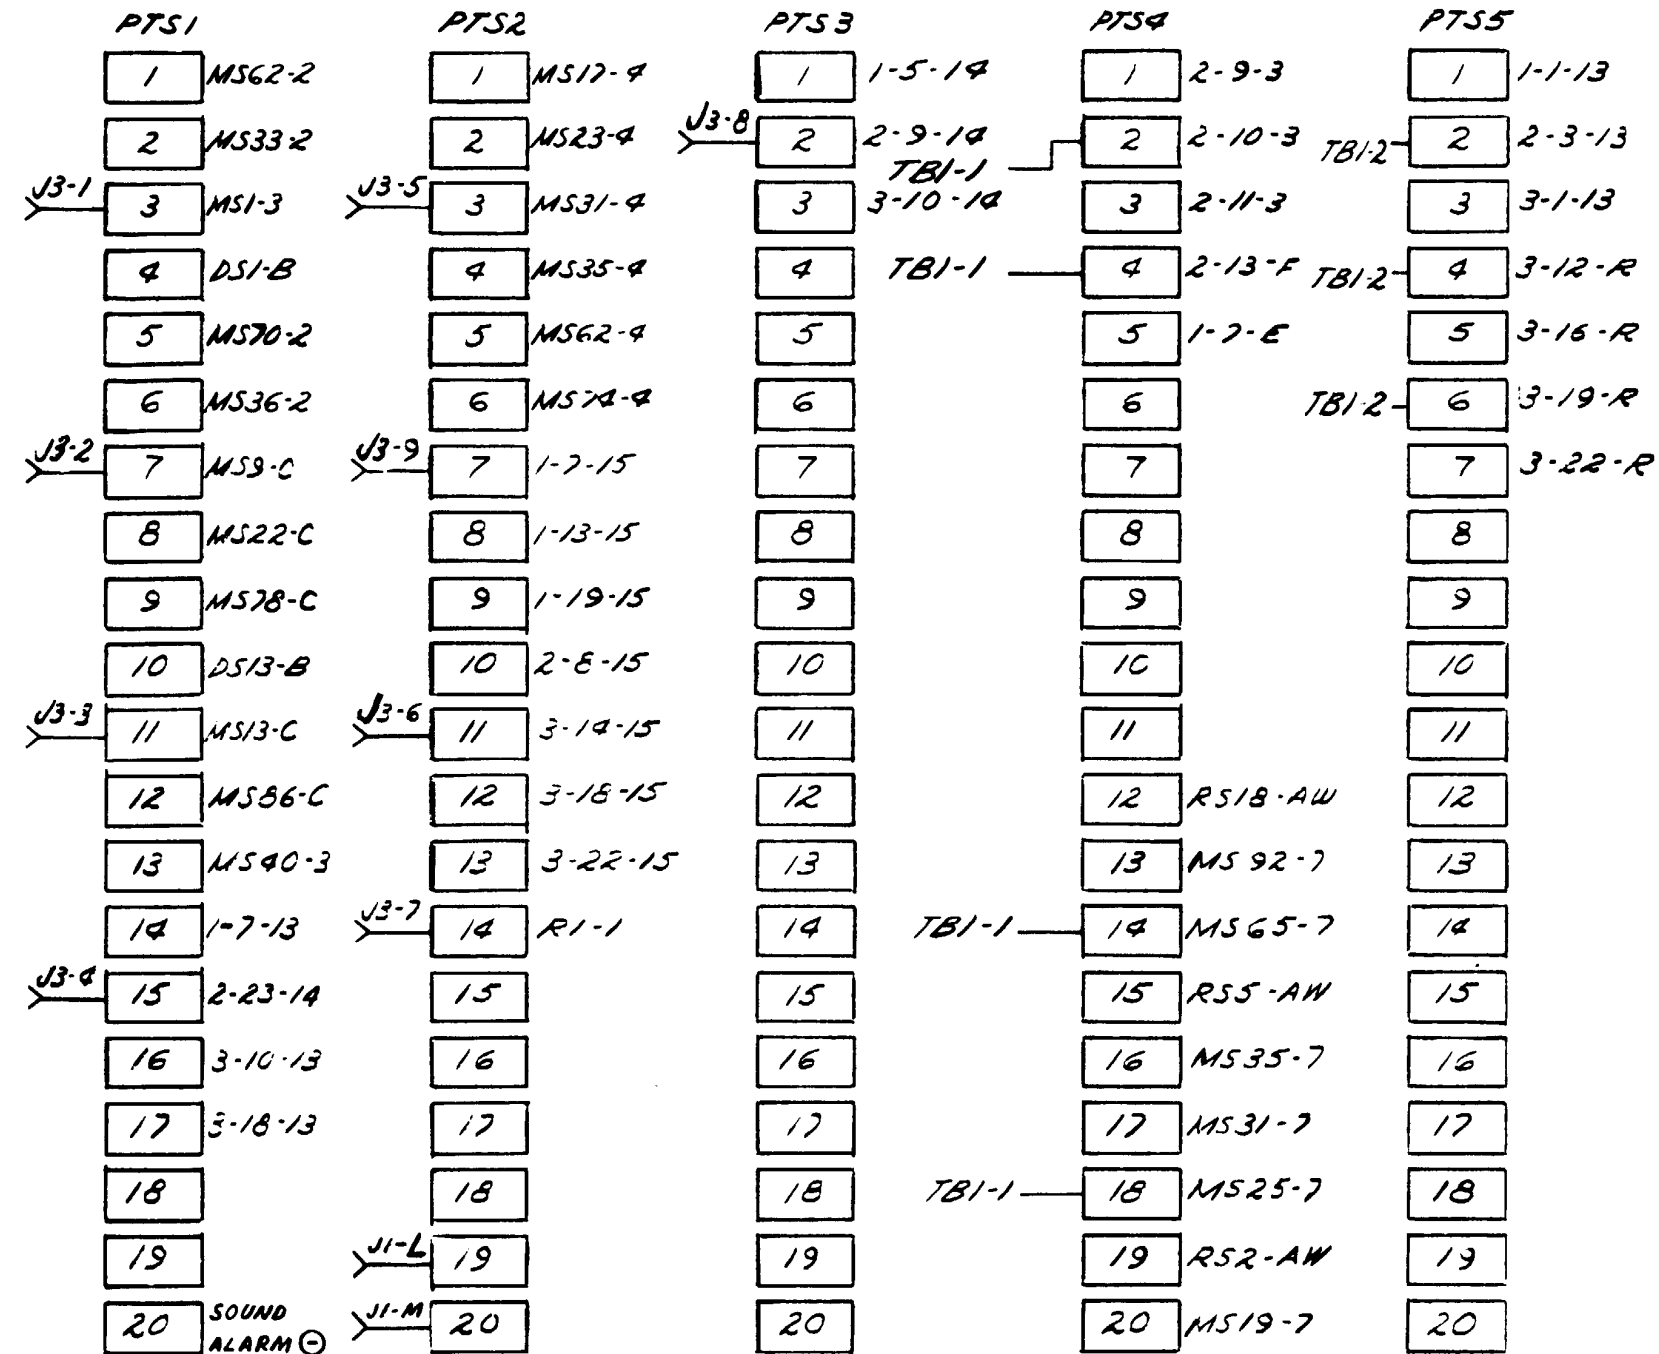 PTS1 PTS2 PTS3 PTS4 PTS5
1 MS62-2 1 MS17-4 1 1-5-14 1 2-9-3 1 1-1-13
2 MS33-2 2 MS23-4 J3-8 2 2-9-14 TB1-1 2 2-10-3 TB1-2 2 2-3-13
J3-1 3 MS1-3 J3-5 3 MS31-4 3 3-10-14 3 2-11-3 3 3-1-13
4 DS1-B 4 MS35-4 4 TB1-1 4 2-13-F TB1-2 4 3-12-R
5 MS70-2 5 MS62-4 5 5 1-7-E 5 3-16-R
6 MS36-2 6 MS74-4 6 6 TB1-2 6 3-19-R
J3-2 7 MS9-C J3-9 7 1-7-15 7 7 7 3-22-R
8 MS22-C 8 1-13-15 8 8 8
9 MS78-C 9 1-19-15 9 9 9
10 DS13-B 10 2-8-15 10 10 10
J3-3 11 MS13-C J3-6 11 3-14-15 11 11 11
12 MS86-C 12 3-18-15 12 12 RS18-AW 12
13 MS40-3 13 3-22-15 13 13 MS92-7 13
14 1-7-13 J3-7 14 R1-1 14 TB1-1 14 MS65-7 14
J3-4 15 2-23-14 15 15 15 RS5-AW 15
16 3-10-13 16 16 16 MS35-7 16
17 3-18-13 17 17 17 MS31-7 17
18 18 18 TB1-1 18 MS25-7 18
19 J1-L 19 19 19 RS2-AW 19
20 SOUND ALARM ⊖ J1-M 20 20 20 MS19-7 20